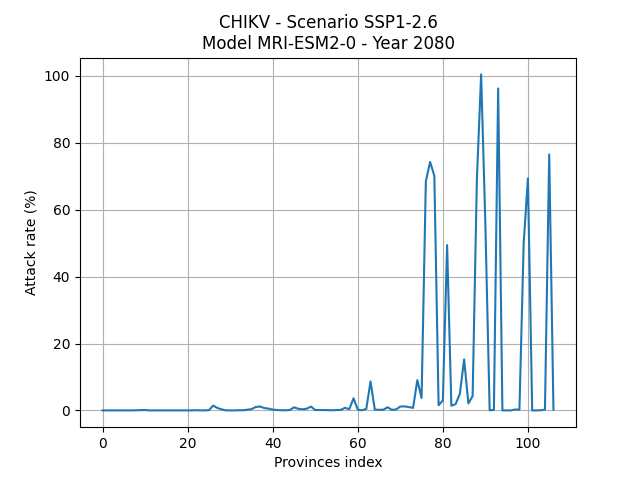 CHIKV - Scenario SSP1-2.6
Model MRI-ESM2-0 - Year 2080
Attack rate (%)
100
80
60
40
20
0
0 20 40 60 80 100
Provinces index